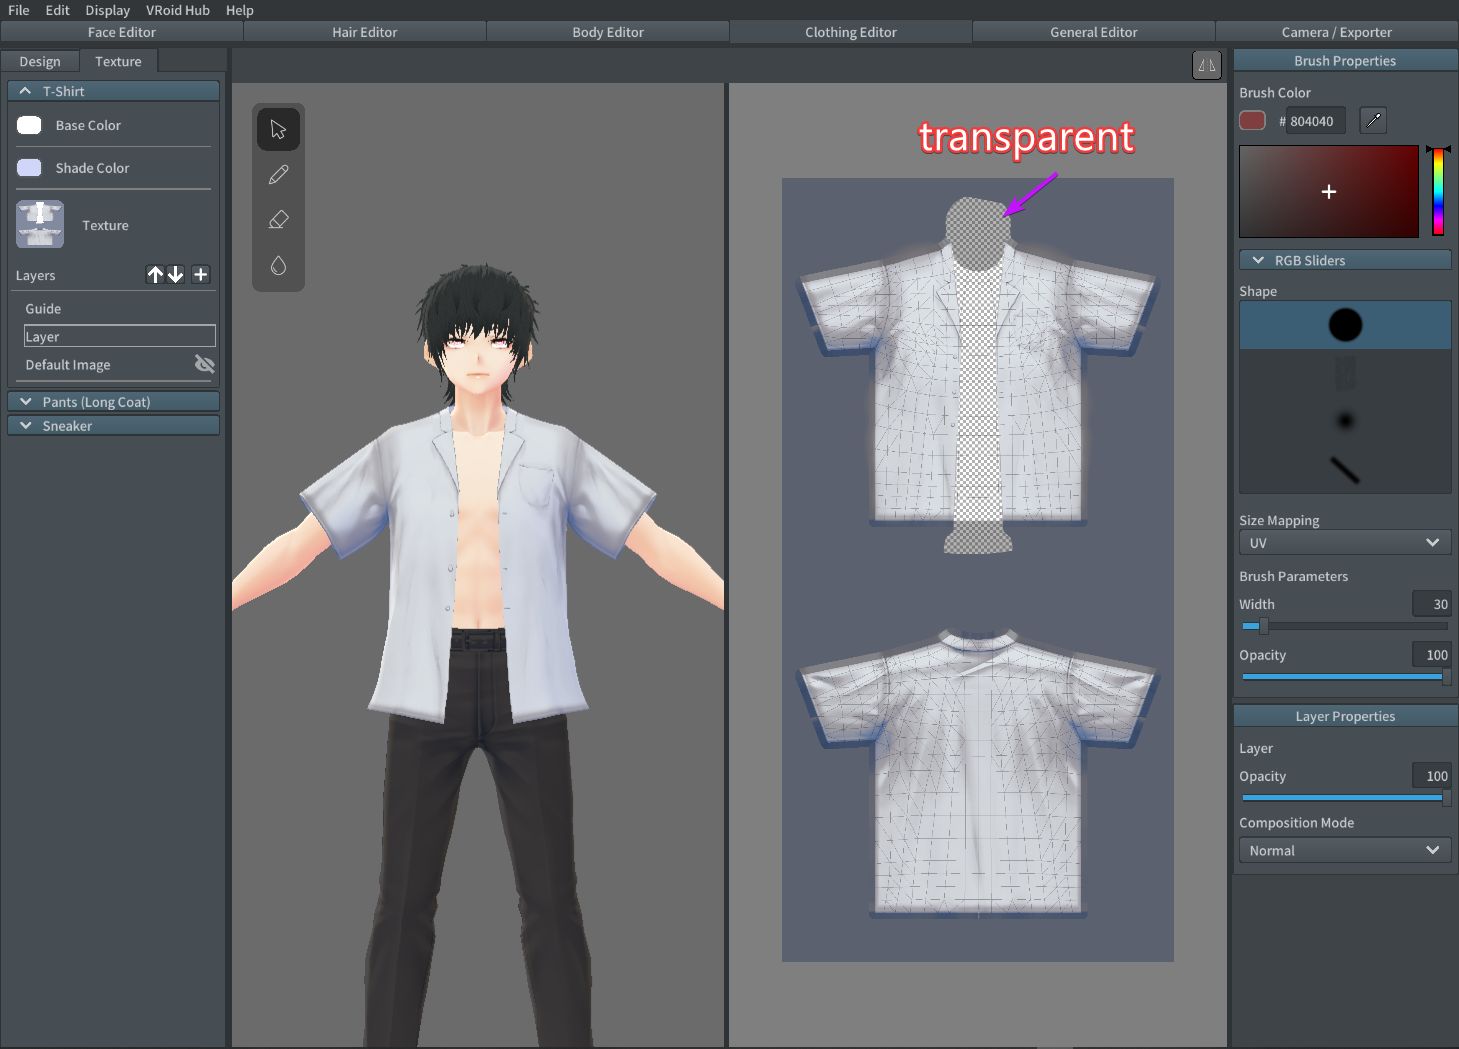 File Edit Display VRoid Hub Help
Face Editor Hair Editor Body Editor Clothing Editor General Editor Camera / Exporter
Design Texture
T-Shirt
Base Color
Shade Color
Texture
Layers
Guide
Layer
Default Image
Pants (Long Coat)
Sneaker
transparent
Brush Properties
Brush Color
# 804040
RGB Sliders
Shape
Size Mapping
UV
Brush Parameters
Width 30
Opacity 100
Layer Properties
Layer
Opacity 100
Composition Mode
Normal